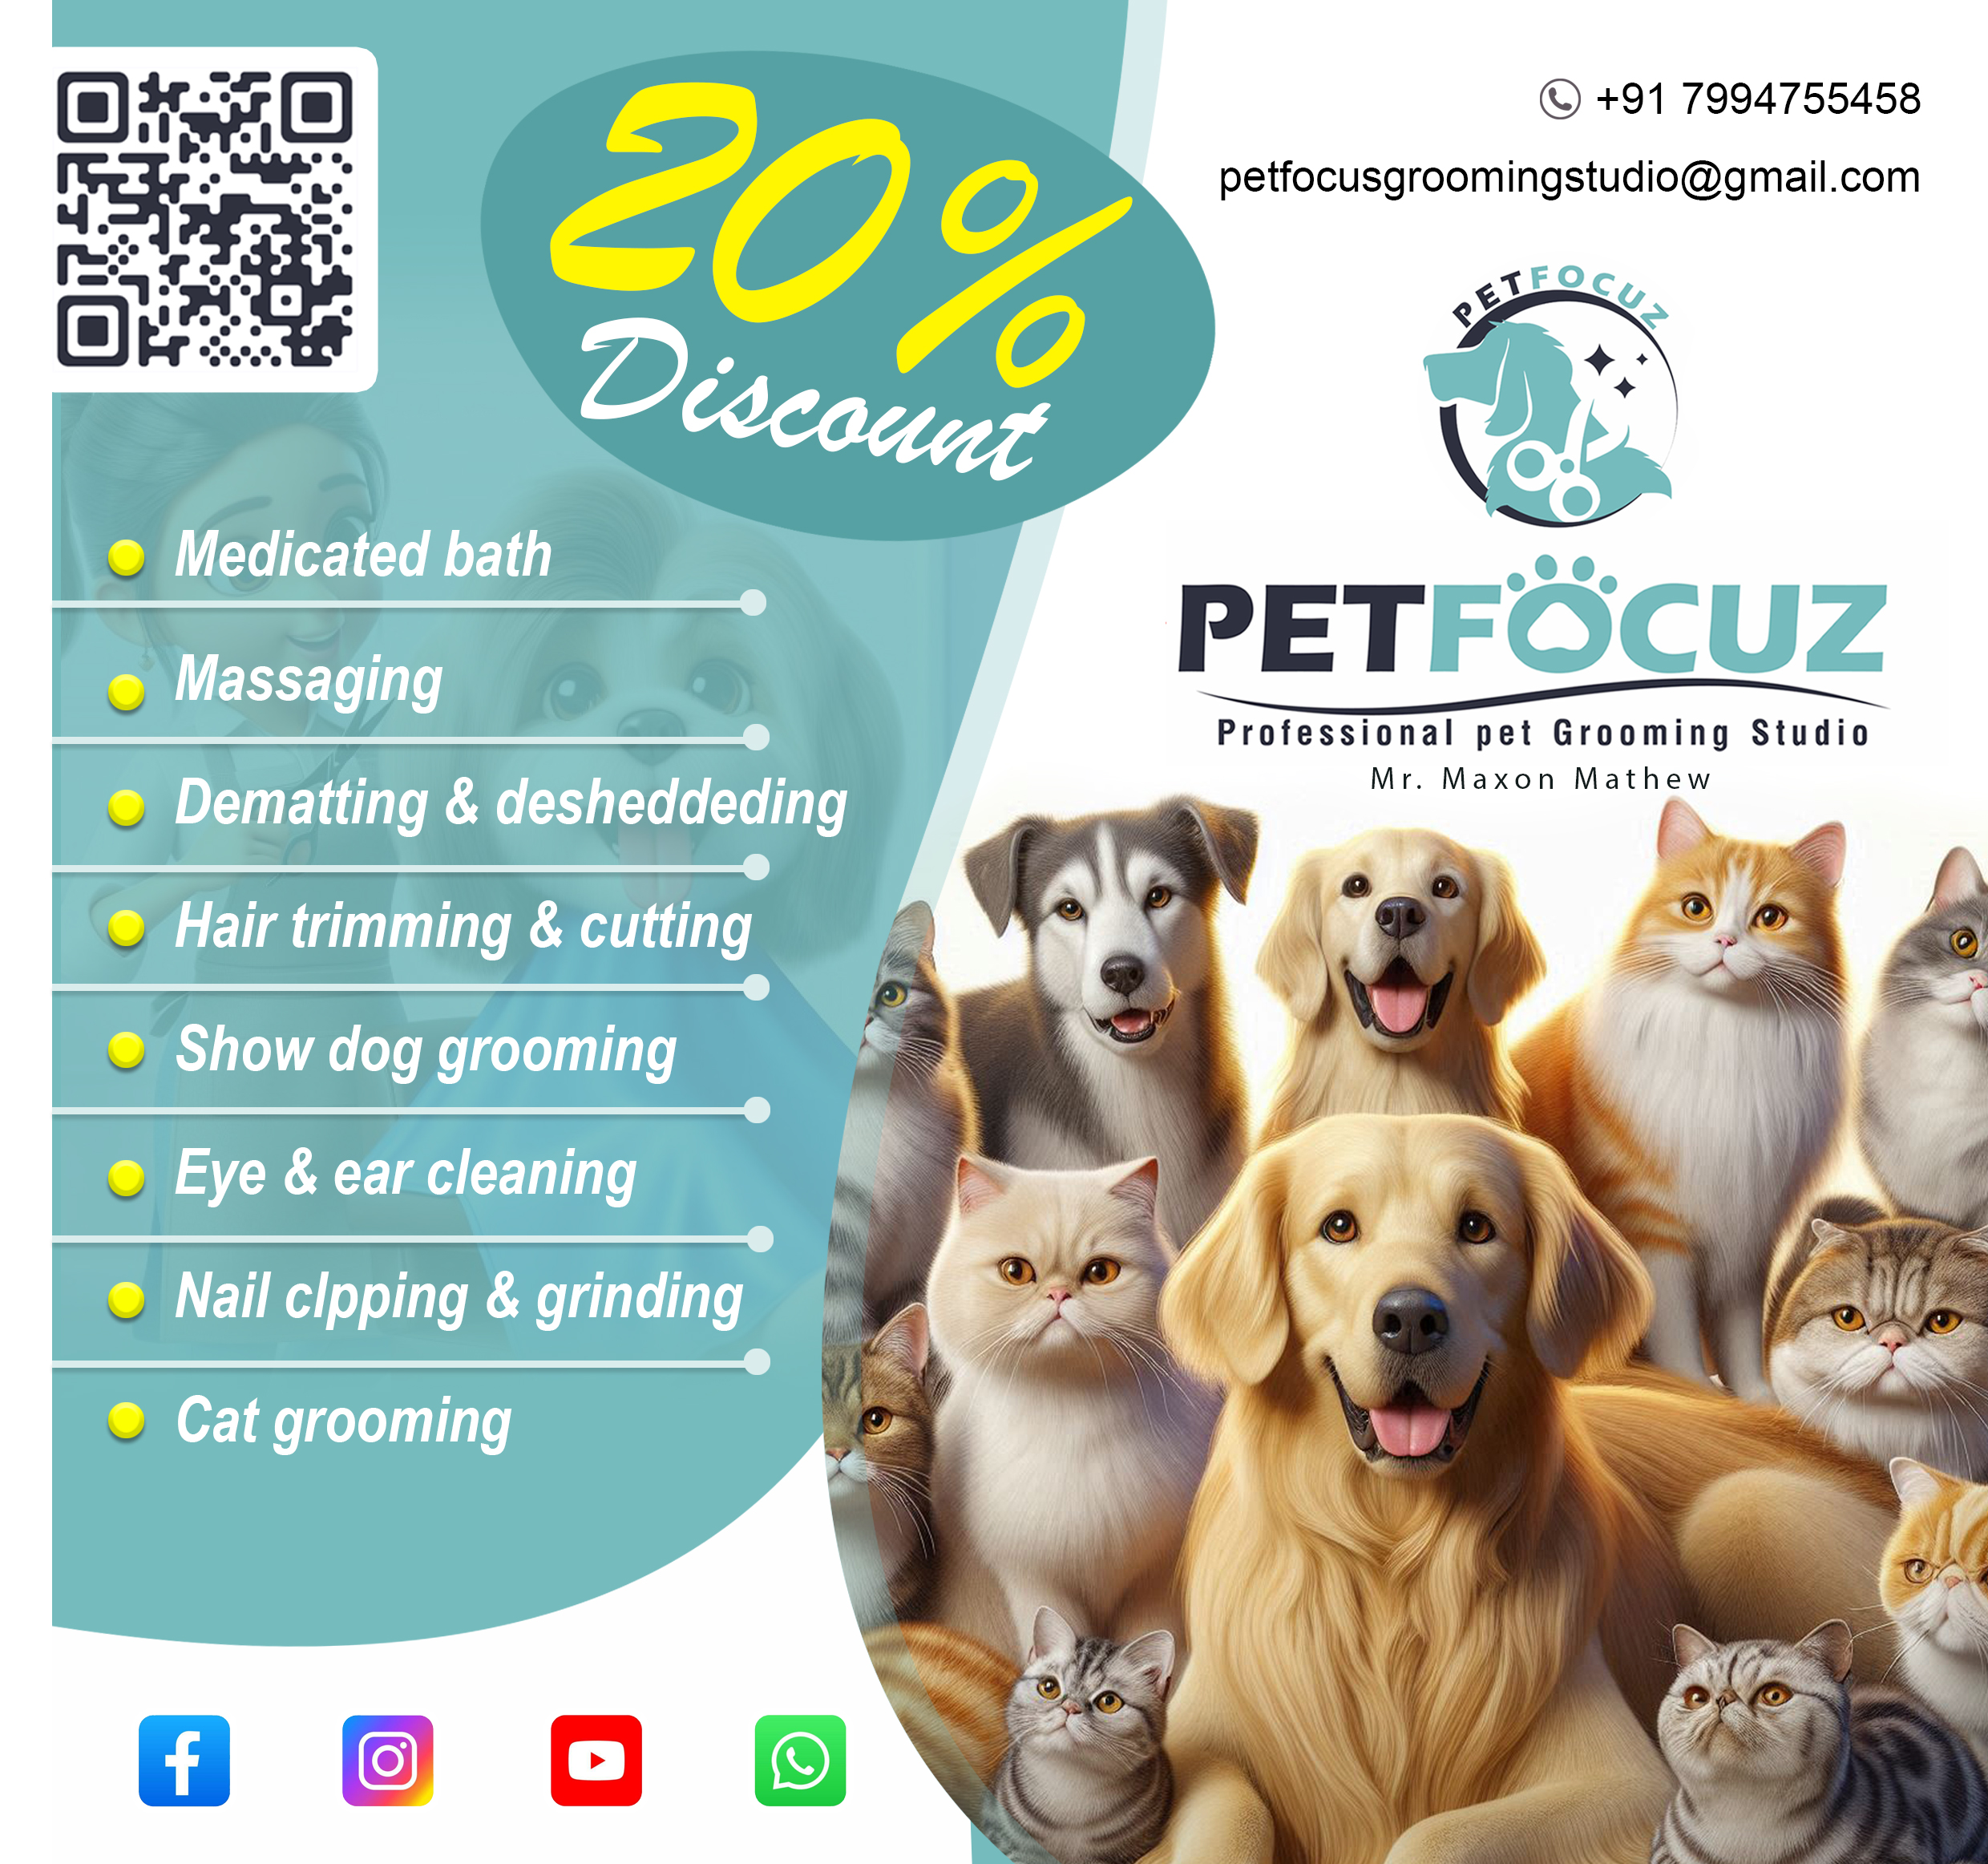 20%
Discount
+91 7994755458
petfocusgroomingstudio@gmail.com
PETFOCUZ
PETFOCUZ
Professional pet Grooming Studio
Mr. Maxon Mathew
Medicated bath
Massaging
Dematting & desheddeding
Hair trimming & cutting
Show dog grooming
Eye & ear cleaning
Nail clpping & grinding
Cat grooming